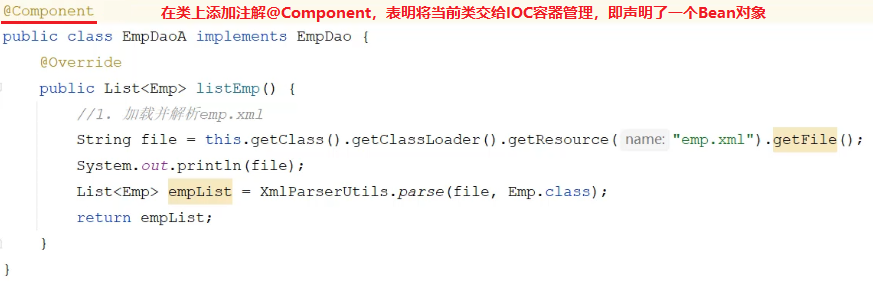 @Component 在类上添加注解@Component，表明将当前类交给IOC容器管理，即声明了一个Bean对象
public class EmpDaoA implements EmpDao {
@Override
public List<Emp> listEmp() {
//1. 加载并解析emp.xml
String file = this.getClass().getClassLoader().getResource( name: "emp.xml").getFile();
System.out.println(file);
List<Emp> empList = XmlParserUtils.parse(file, Emp.class);
return empList;
}
}